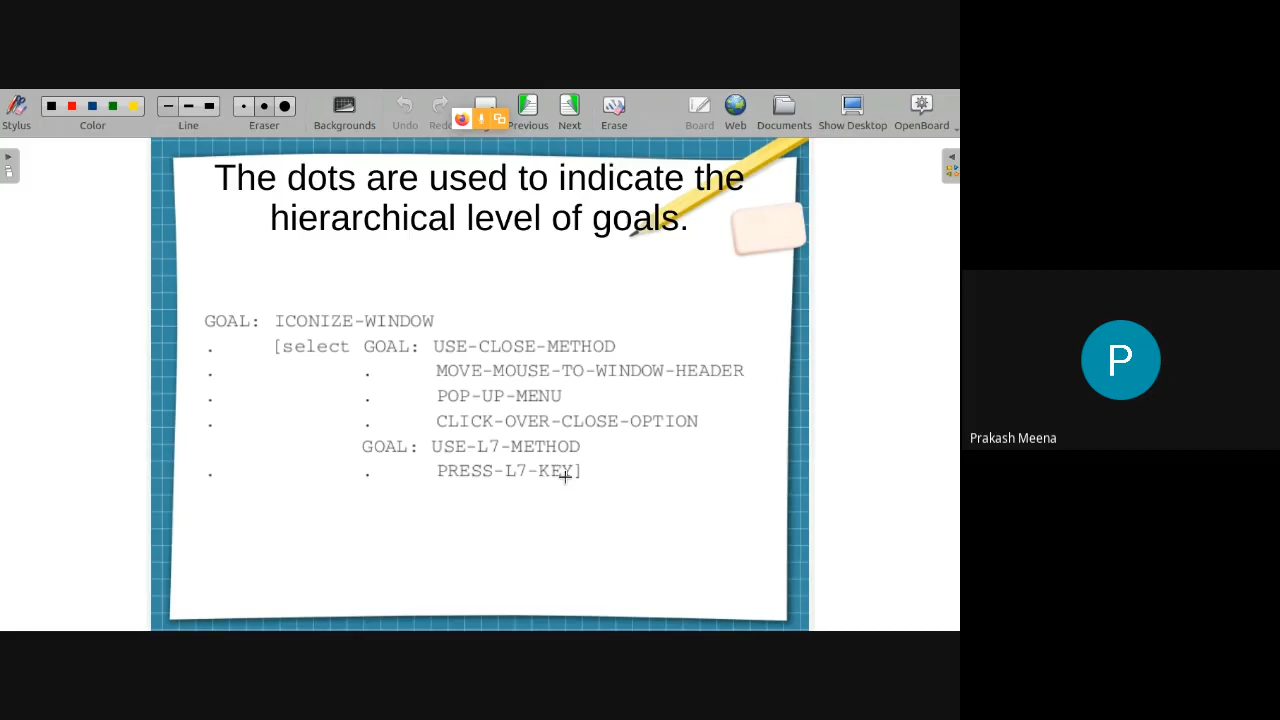 Stylus
Color
Line
Eraser
Backgrounds
Undo
Previous
Next
Erase
Board
Web
Documents
Show Desktop
OpenBoard
The dots are used to indicate the
hierarchical level of goals.
GOAL: ICONIZE-WINDOW
. [select GOAL: USE-CLOSE-METHOD
. . MOVE-MOUSE-TO-WINDOW-HEADER
. . POP-UP-MENU
. . CLICK-OVER-CLOSE-OPTION
GOAL: USE-L7-METHOD
. . PRESS-L7-KEY]
P
Prakash Meena